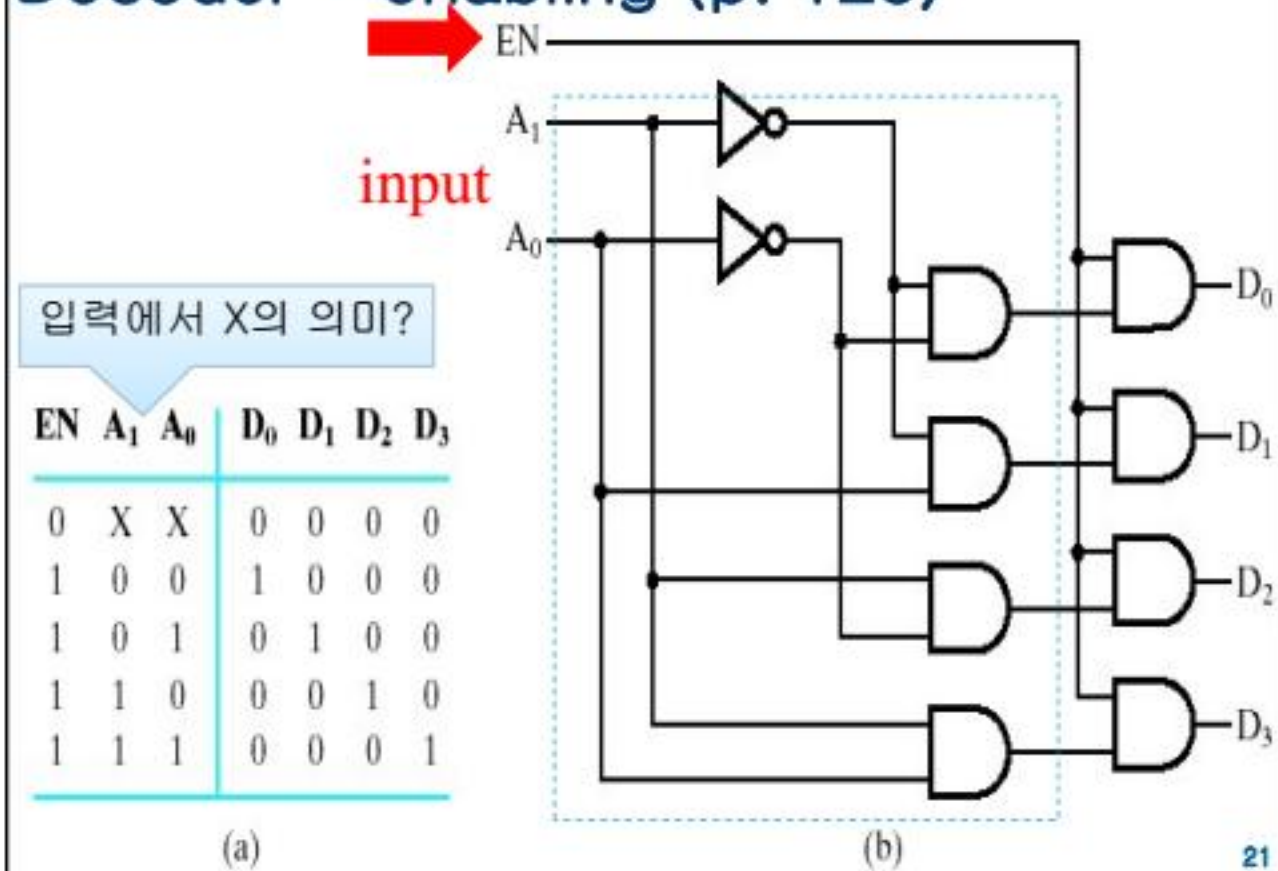 Decoder
enabling (p.
EN
A₁
input
A₀
D₀
D₁
D₂
D₃
입력에서 X의 의미?
EN A₁ A₀ D₀ D₁ D₂ D₃
0 X X 0 0 0 0
1 0 0 1 0 0 0
1 0 1 0 1 0 0
1 1 0 0 0 1 0
1 1 1 0 0 0 1
(a)
(b)
21